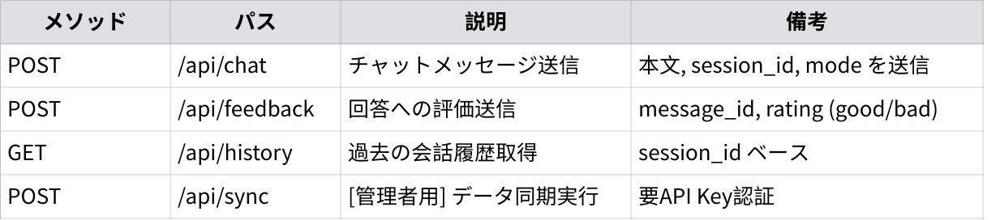 メソッド パス 説明 備考
POST /api/chat チャットメッセージ送信 本文, session_id, mode を送信
POST /api/feedback 回答への評価送信 message_id, rating (good/bad)
GET /api/history 過去の会話履歴取得 session_id ベース
POST /api/sync [管理者用] データ同期実行 要API Key認証